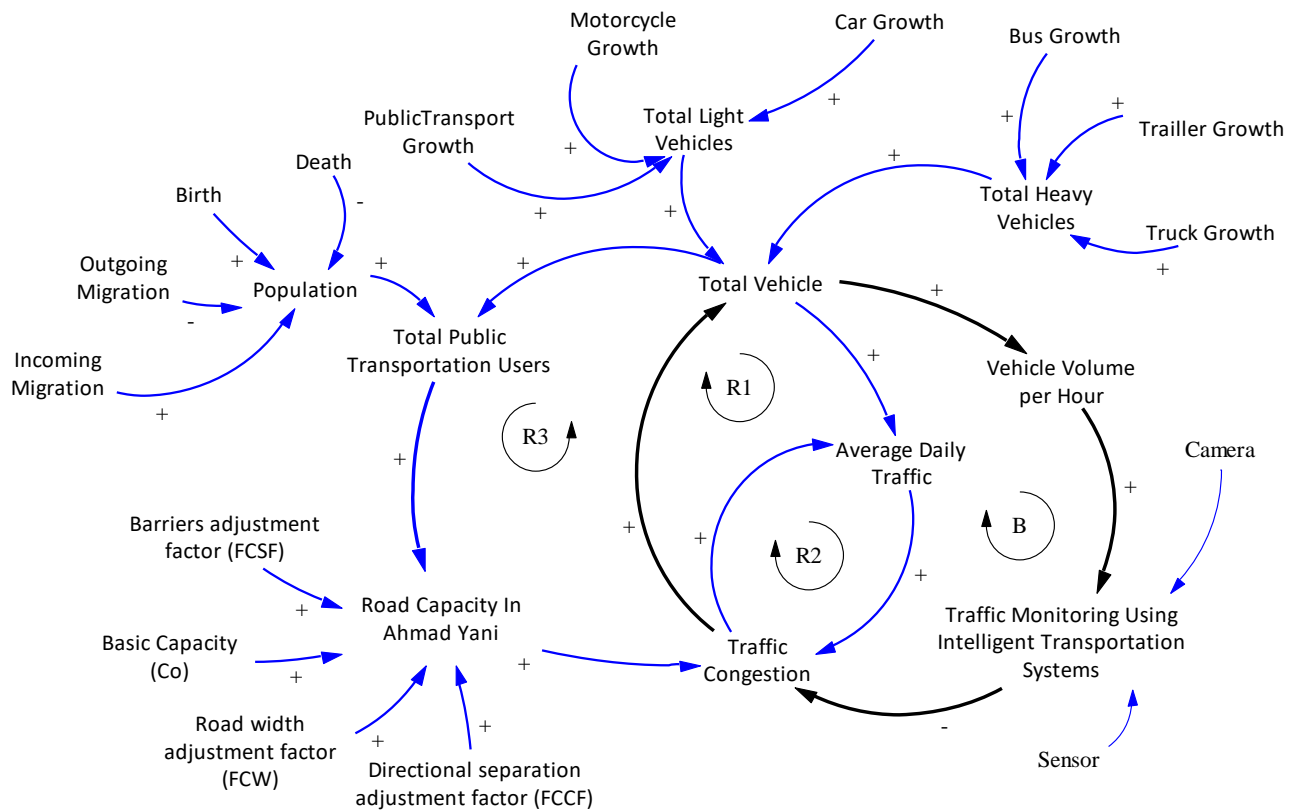 Motorcycle
Growth
Car Growth
Bus Growth
PublicTransport
Growth
Total Light
Vehicles
+
+
+
Trailler Growth
Death
+
+
+
-
Birth
+
+
Total Heavy
Vehicles
Truck Growth
Outgoing
Migration
+
Population
+
+
Total Vehicle
+
+
-
Incoming
Migration
+
Total Public
Transportation Users
+
Vehicle Volume
per Hour
R1
R3
+
Average Daily
Traffic
Camera
+
Barriers adjustment
factor (FCSF)
+
+
R2
B
+
+
Road Capacity In
Ahmad Yani
Traffic Monitoring Using
Intelligent Transportation
Systems
Basic Capacity
(Co)
+
+
Traffic
Congestion
Road width
adjustment factor
(FCW)
+
+
-
Directional separation
adjustment factor (FCCF)
Sensor